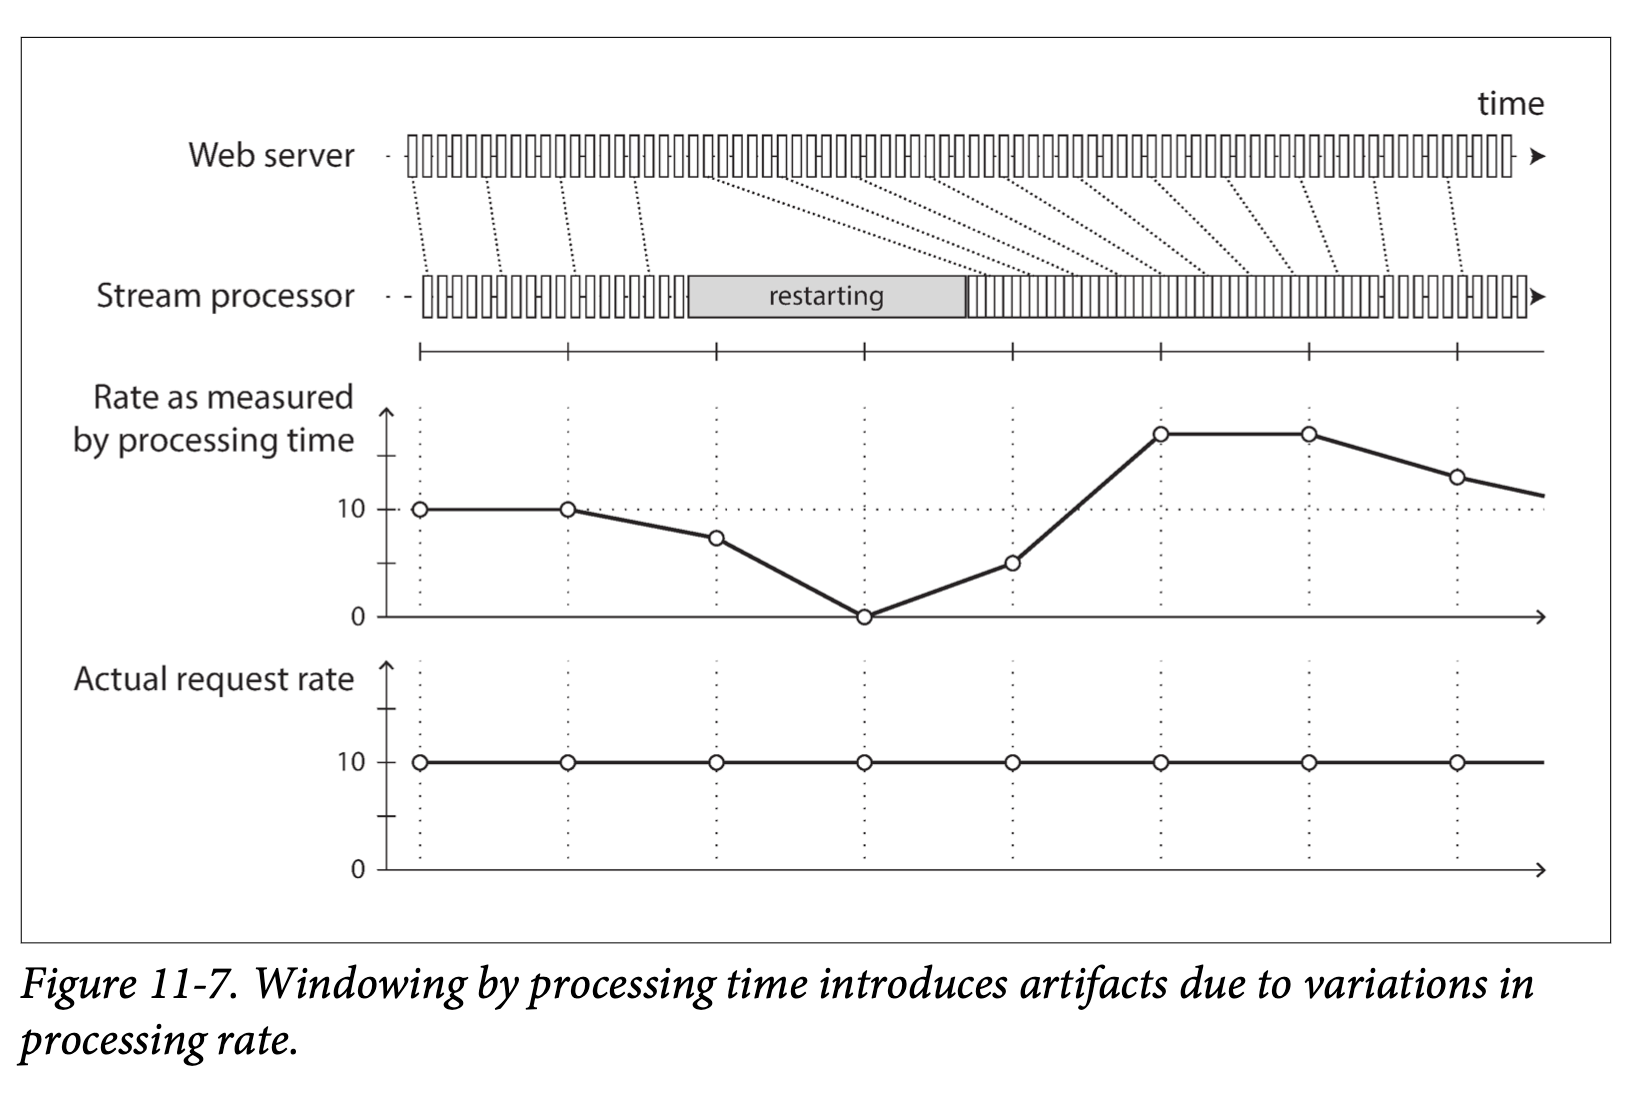 time
Web server
Stream processor
restarting
Rate as measured
by processing time
10
0
Actual request rate
10
0
Figure 11-7. Windowing by processing time introduces artifacts due to variations in
processing rate.